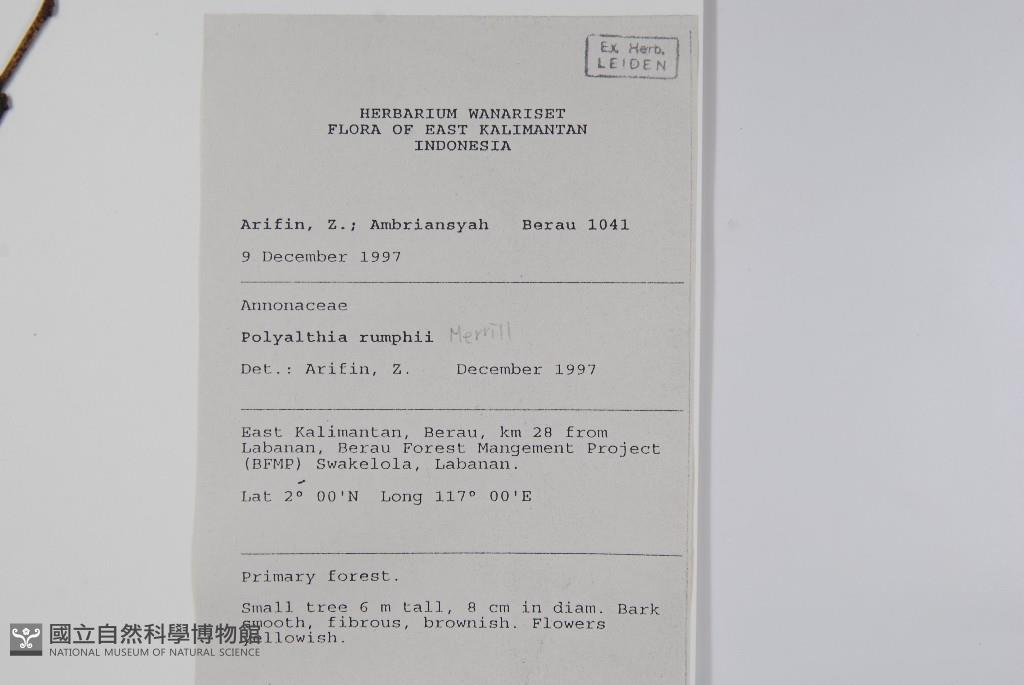 Ex. Herb.
LEIDEN
HERBARIUM WANARISET
FLORA OF EAST KALIMANTAN
INDONESIA
Arifin, Z.; Ambriansyah Berau 1041
9 December 1997
Annonaceae
Polyalthia rumphii Merrill
Det.: Arifin, Z. December 1997
East Kalimantan, Berau, km 28 from
Labanan, Berau Forest Mangement Project
(BFMP) Swakelola, Labanan.
Lat 2° 00'N Long 117° 00'E
Primary forest.
Small tree 6 m tall, 8 cm in diam. Bark
smooth, fibrous, brownish. Flowers
yellowish.
國立自然科學博物館
NATIONAL MUSEUM OF NATURAL SCIENCE